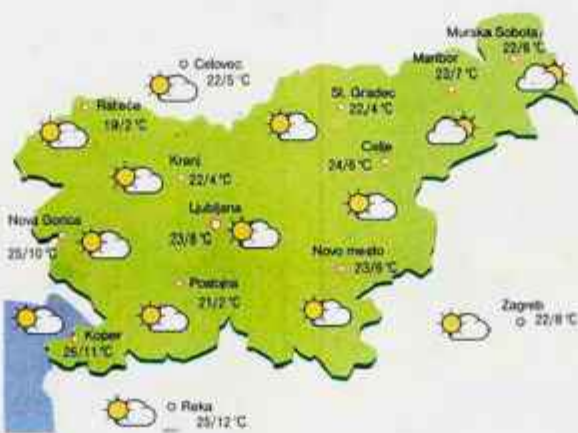 Murska Sobota
22/6 °C
Celovec
22/5 °C
Maribor
23/7 °C
Rateče
19/2 °C
Sl. Gradec
22/4 °C
Celje
24/6 °C
Kranj
22/4 °C
Ljubljana
23/8 °C
Nova Gorica
25/10 °C
Novo mesto
23/6 °C
Postojna
21/2 °C
Zagreb
22/8 °C
Koper
25/11 °C
Reka
25/12 °C